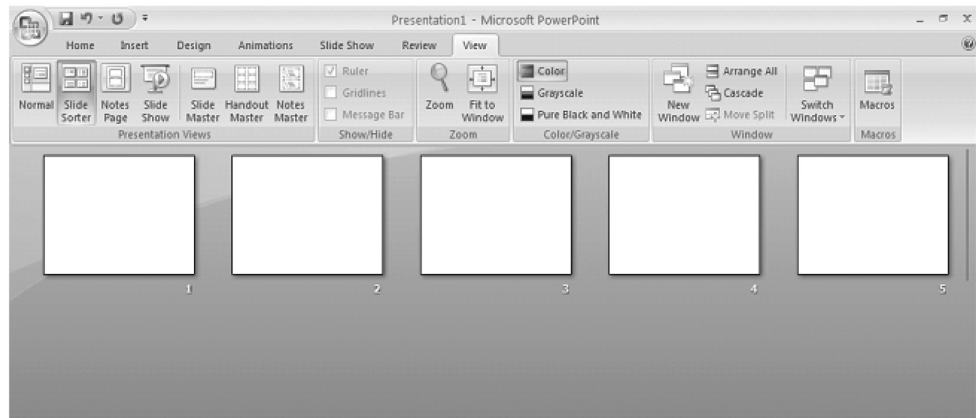 Presentation1 - Microsoft PowerPoint
Home Insert Design Animations Slide Show Review View
Normal Slide Sorter Notes Page Slide Show Slide Master Handout Master Notes Master
Presentation Views
Ruler
Gridlines
Message Bar
Show/Hide
Zoom Fit to Window
Zoom
Color
Grayscale
Pure Black and White
Color/Grayscale
New Window
Arrange All
Cascade
Move Split
Switch Windows
Window
Macros
Macros
1 2 3 4 5